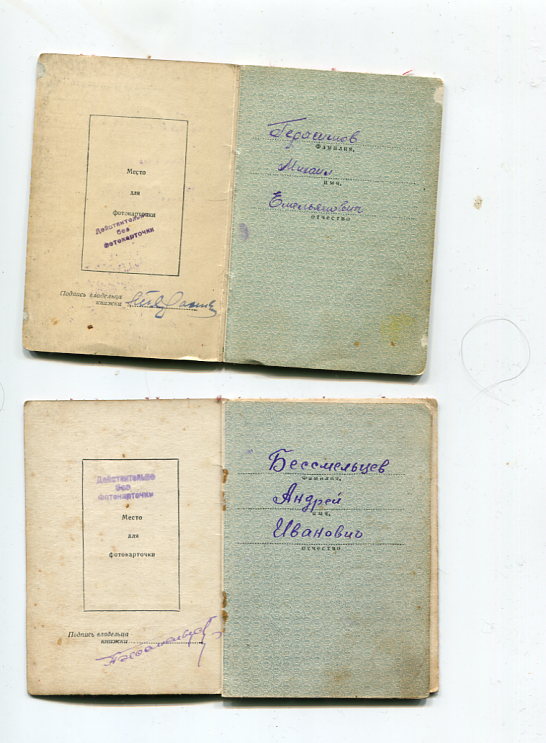 Место
для
фотокарточки
Действительно
без
фотокарточки
Подпись владельца
книжки
Герасимов
Фамилия,
Михаил
имя,
Емельянович
отчество
Действительно
без
фотокарточки
Место
для
фотокарточки
Подпись владельца
книжки
Бессмельцев
Фамилия,
Андрей
имя,
Иванович
отчество